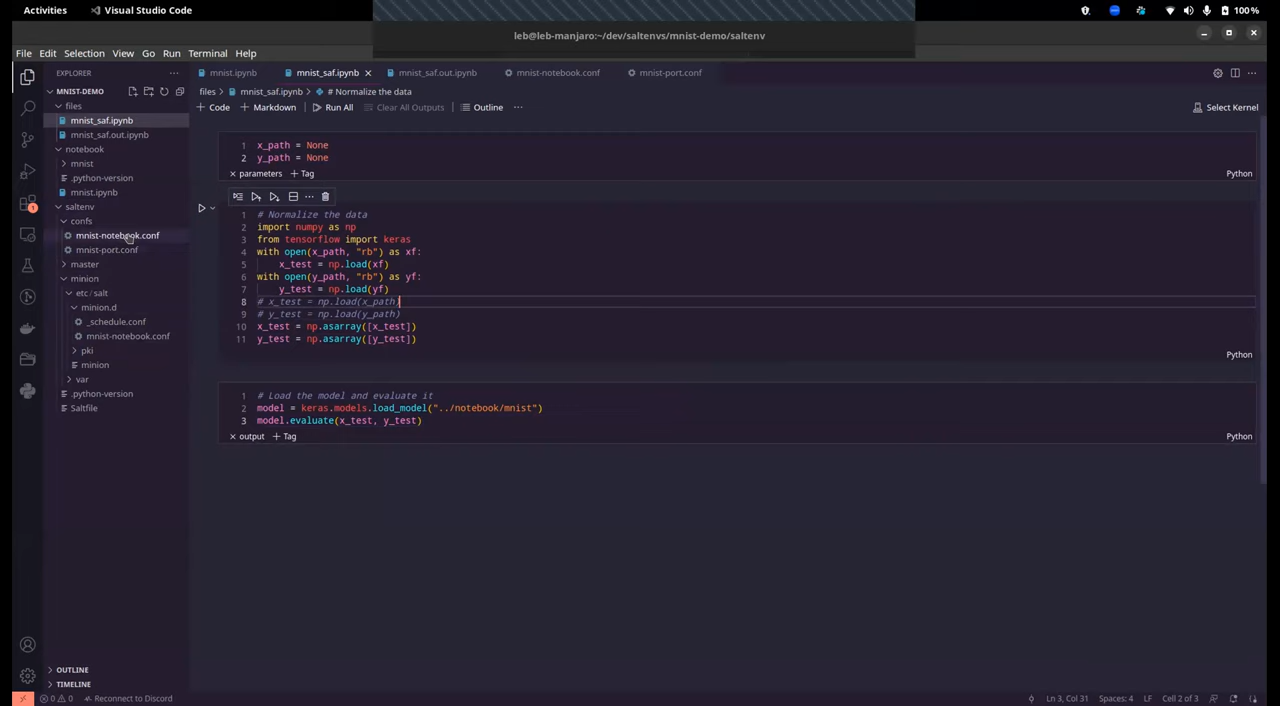 Activities
Visual Studio Code
100 %
leb@leb-manjaro:~/dev/saltenvs/mnist-demo/saltenv
File Edit Selection View Go Run Terminal Help
EXPLORER
mnist.ipynb
mnist_saf.ipynb
mnist_saf.out.ipynb
mnist-notebook.conf
mnist-port.conf
MNIST-DEMO
files
mnist_saf.ipynb
mnist_saf.out.ipynb
notebook
mnist
.python-version
mnist.ipynb
saltenv
confs
mnist-notebook.conf
mnist-port.conf
master
minion
etc / salt
minion.d
_schedule.conf
mnist-notebook.conf
pki
minion
var
.python-version
Saltfile
OUTLINE
TIMELINE
1
files > mnist_saf.ipynb > # Normalize the data
+ Code + Markdown Run All Clear All Outputs Outline ...
Select Kernel
1 x_path = None
2 y_path = None
parameters + Tag
Python
1 # Normalize the data
2 import numpy as np
3 from tensorflow import keras
4 with open(x_path, "rb") as xf:
5 x_test = np.load(xf)
6 with open(y_path, "rb") as yf:
7 y_test = np.load(yf)
8 # x_test = np.load(x_path)
9 # y_test = np.load(y_path)
10 x_test = np.asarray([x_test])
11 y_test = np.asarray([y_test])
Python
1 # Load the model and evaluate it
2 model = keras.models.load_model("../notebook/mnist")
3 model.evaluate(x_test, y_test)
output + Tag
Python
0 0 Reconnect to Discord
Ln 3, Col 31 Spaces: 4 LF Cell 2 of 3